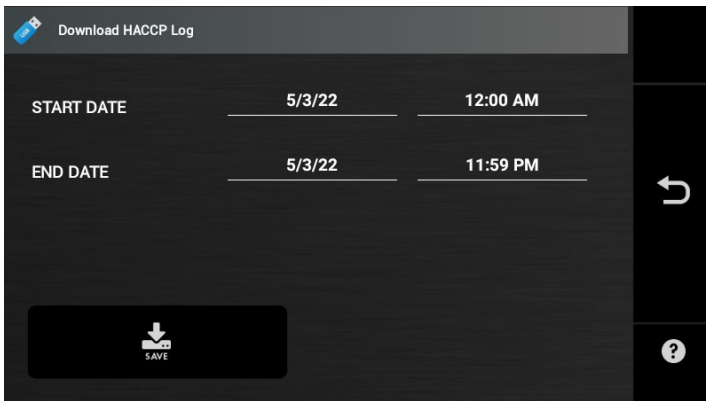 Download HACCP Log
START DATE 5/3/22 12:00 AM
END DATE 5/3/22 11:59 PM
SAVE
?